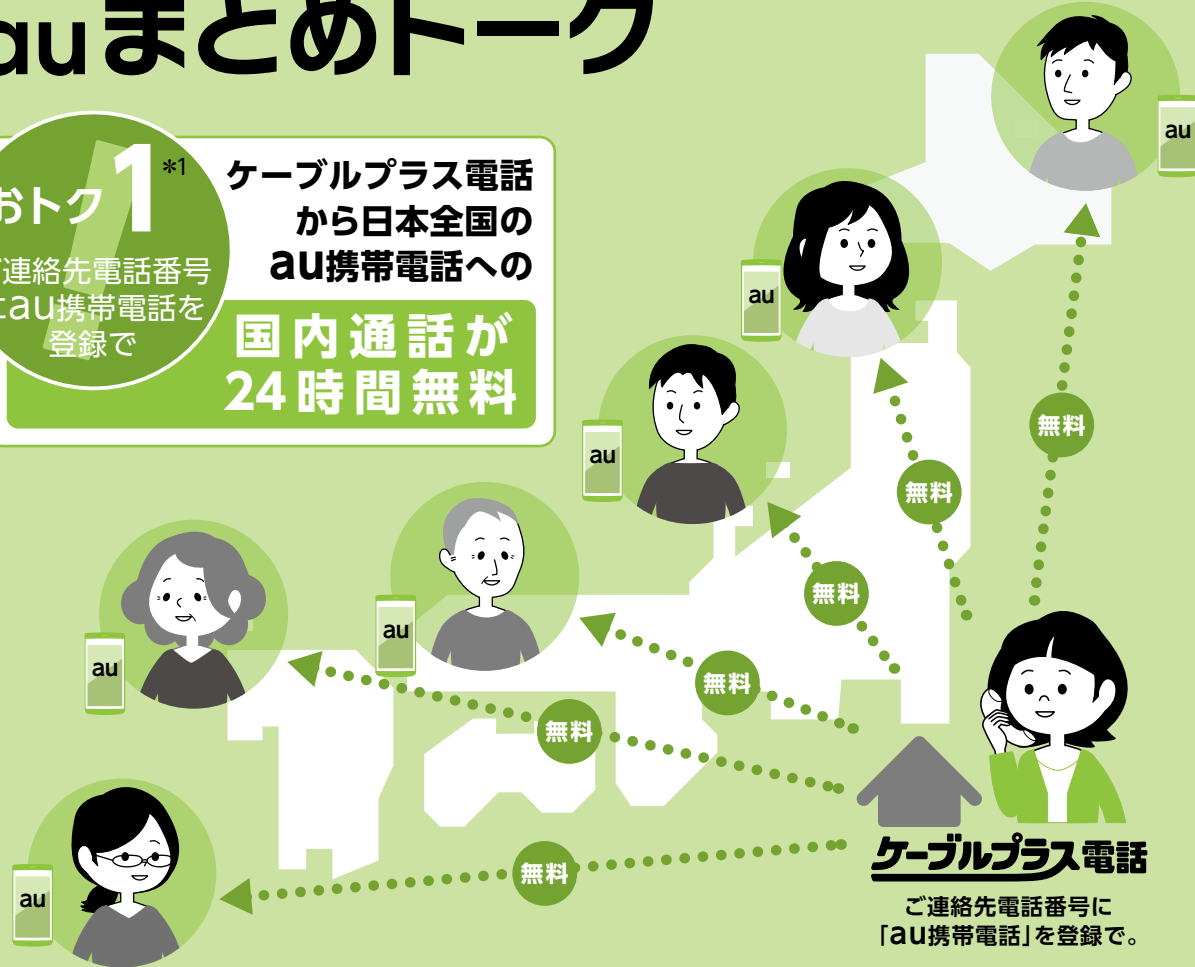 auまとめトーク
おトク1*1
ご連絡先電話番号
にau携帯電話を
登録で
ケーブルプラス電話
から日本全国の
au携帯電話への
国内通話が
24時間無料
au
au
au
au
au
au
無料
無料
無料
無料
無料
無料
ケーブルプラス電話
ご連絡先電話番号に
「au携帯電話」を登録で。